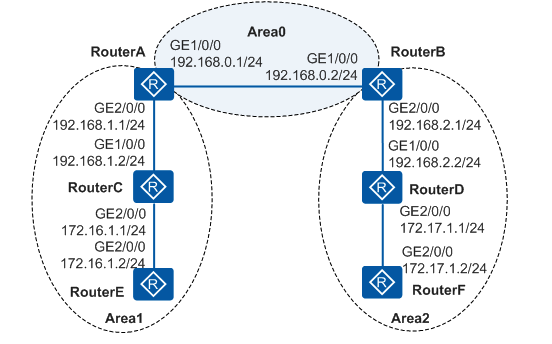 Area0
RouterA
GE1/0/0
192.168.0.1/24
GE1/0/0
192.168.0.2/24
RouterB
R
R
GE2/0/0
192.168.1.1/24
GE1/0/0
192.168.1.2/24
GE2/0/0
192.168.2.1/24
GE1/0/0
192.168.2.2/24
RouterC
R
R
RouterD
GE2/0/0
172.16.1.1/24
GE2/0/0
172.16.1.2/24
GE2/0/0
172.17.1.1/24
GE2/0/0
172.17.1.2/24
RouterE
R
R
RouterF
Area1
Area2